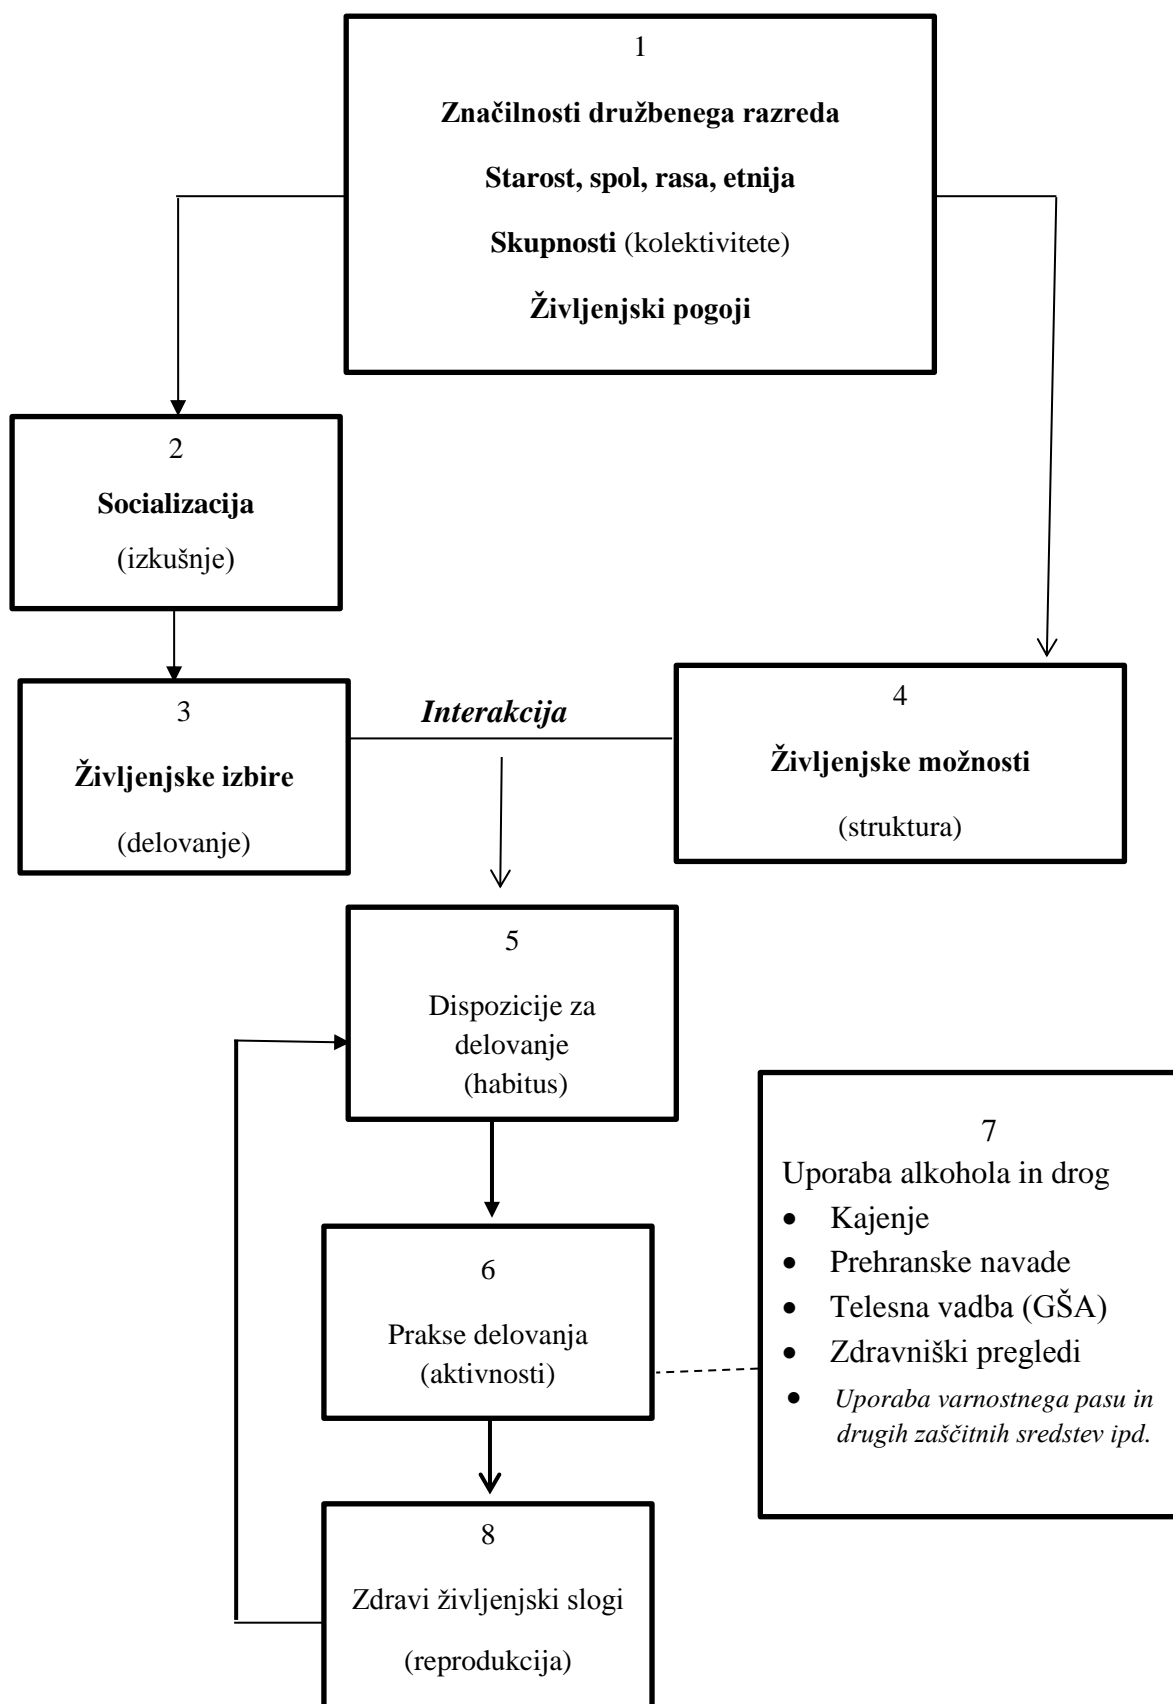 1
Značilnosti družbenega razreda
Starost, spol, rasa, etnija
Skupnosti (kolektivitete)
Življenjski pogoji
2
Socializacija
(izkušnje)
3
Življenjske izbire
(delovanje)
Interakcija
4
Življenjske možnosti
(struktura)
5
Dispozicije za
delovanje
(habitus)
6
Prakse delovanja
(aktivnosti)
7
Uporaba alkohola in drog
• Kajenje
• Prehranske navade
• Telesna vadba (GŠA)
• Zdravniški pregledi
• Uporaba varnostnega pasu in
drugih zaščitnih sredstev ipd.
8
Zdravi življenjski slogi
(reprodukcija)